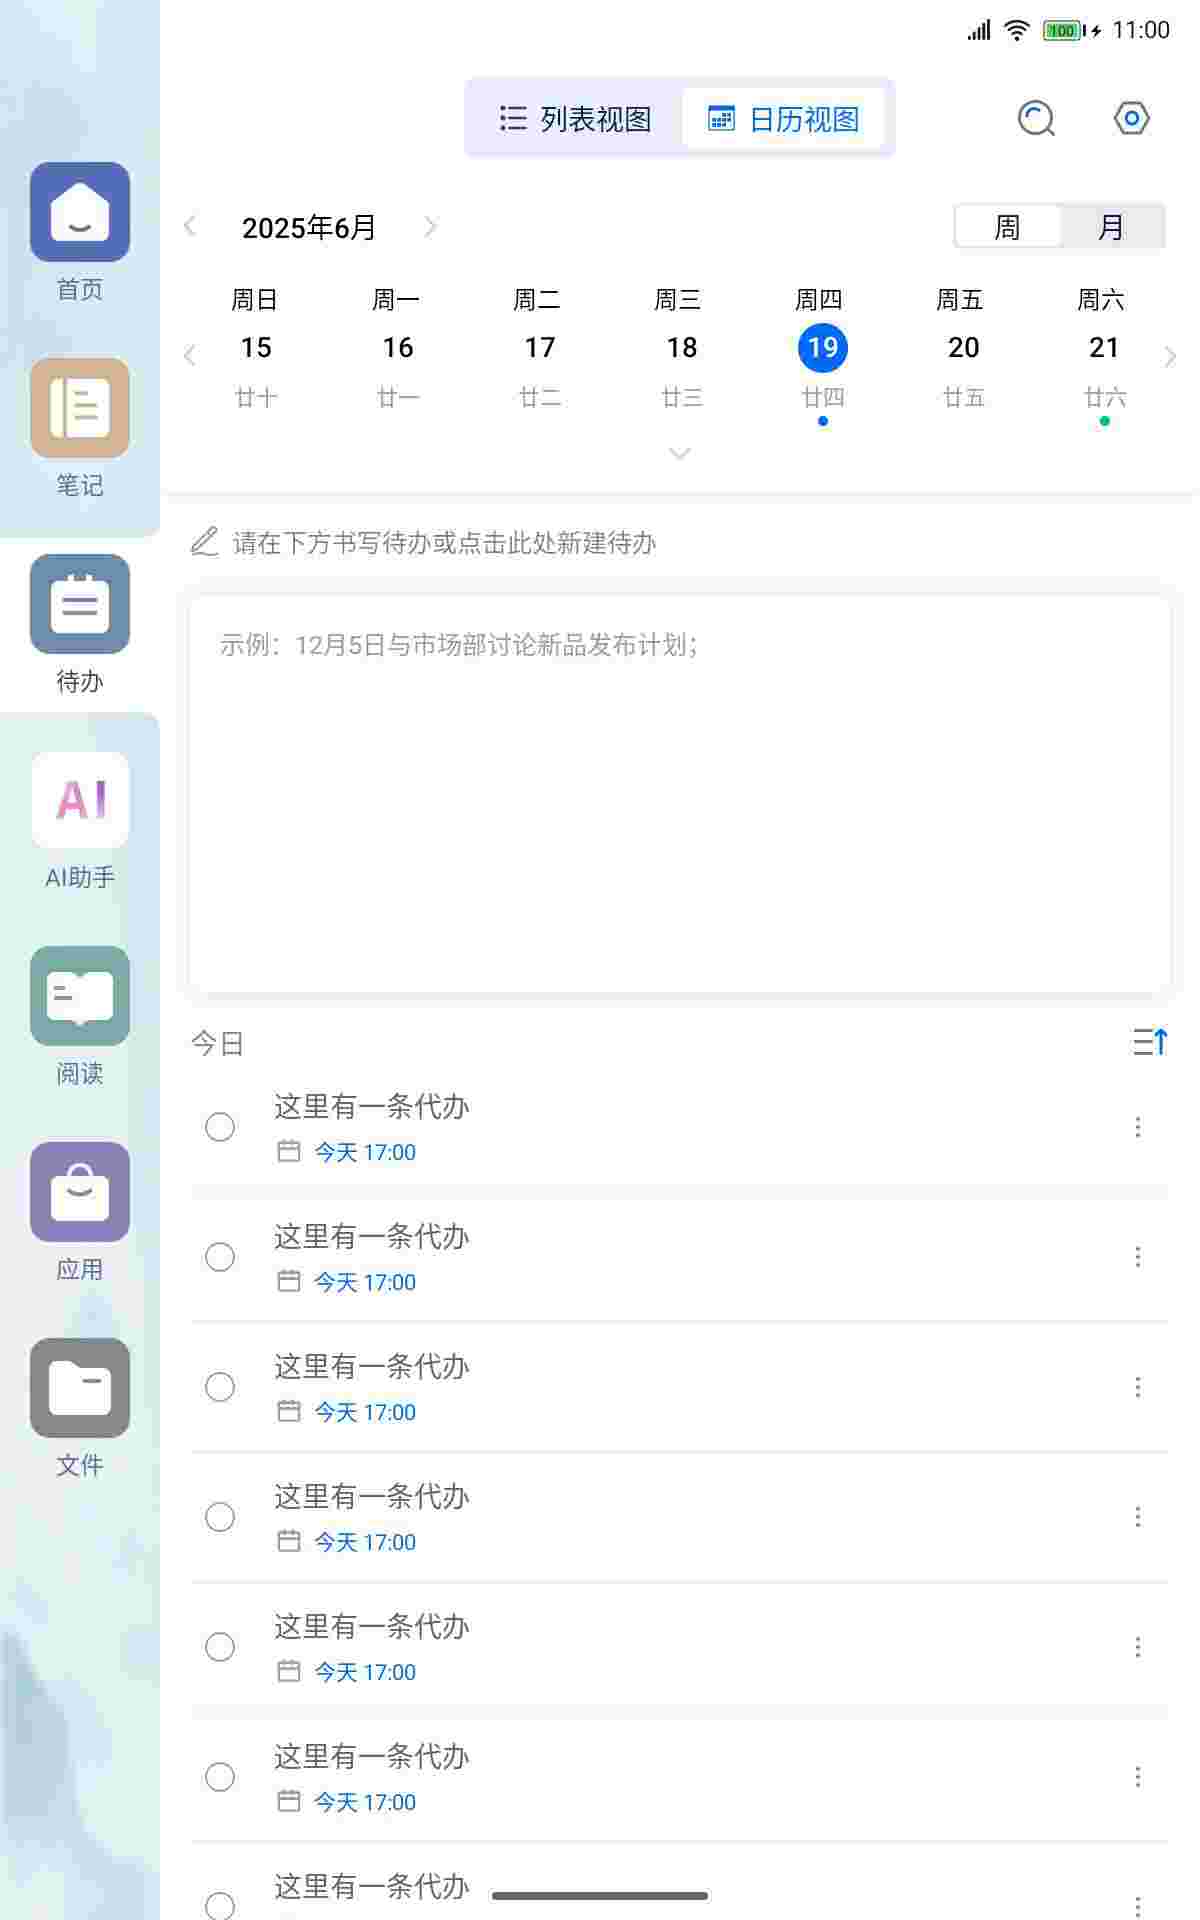 100 11:00
列表视图 日历视图
2025年6月 周 月
周日 周一 周二 周三 周四 周五 周六
15 16 17 18 19 20 21
廿十 廿一 廿二 廿三 廿四 廿五 廿六
请在下方书写待办或点击此处新建待办
示例：12月5日与市场部讨论新品发布计划；
首页
笔记
待办
AI
AI助手
阅读
应用
文件
今日
这里有一条代办
今天 17:00
这里有一条代办
今天 17:00
这里有一条代办
今天 17:00
这里有一条代办
今天 17:00
这里有一条代办
今天 17:00
这里有一条代办
今天 17:00
这里有一条代办